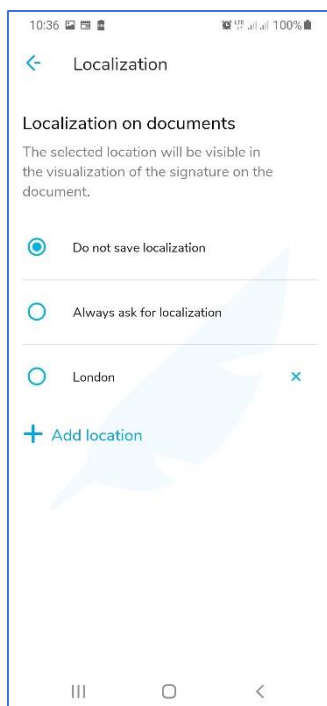 10:36 100%
Localization
Localization on documents
The selected location will be visible in
the visualization of the signature on the
document.
Do not save localization
Always ask for localization
London
Add location